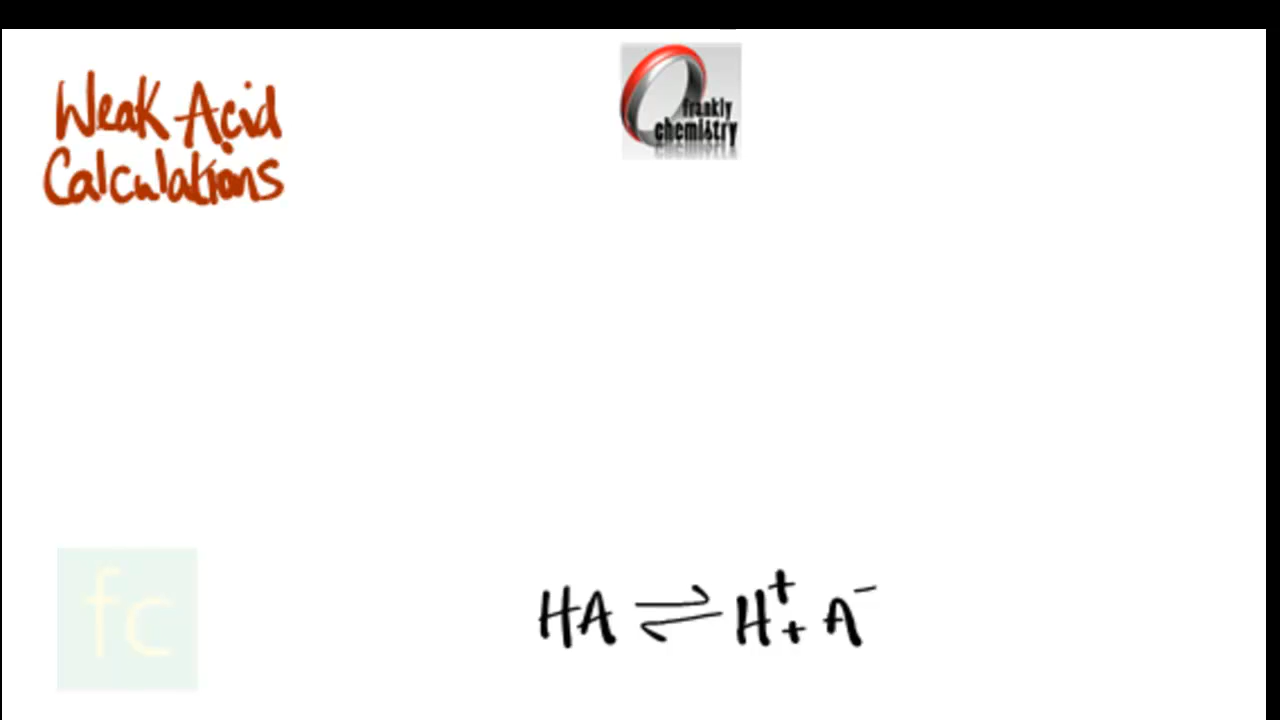 Weak Acid
Calculations
frankly
chemistry
HA ⇌ H⁺ + A⁻
fc